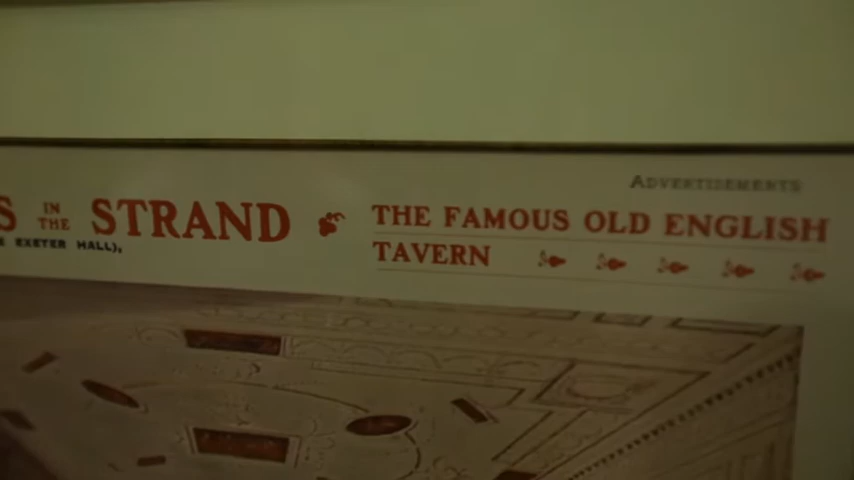 ADVERTISEMENTS
S IN THE STRAND
EXETER HALL),
THE FAMOUS OLD ENGLISH
TAVERN